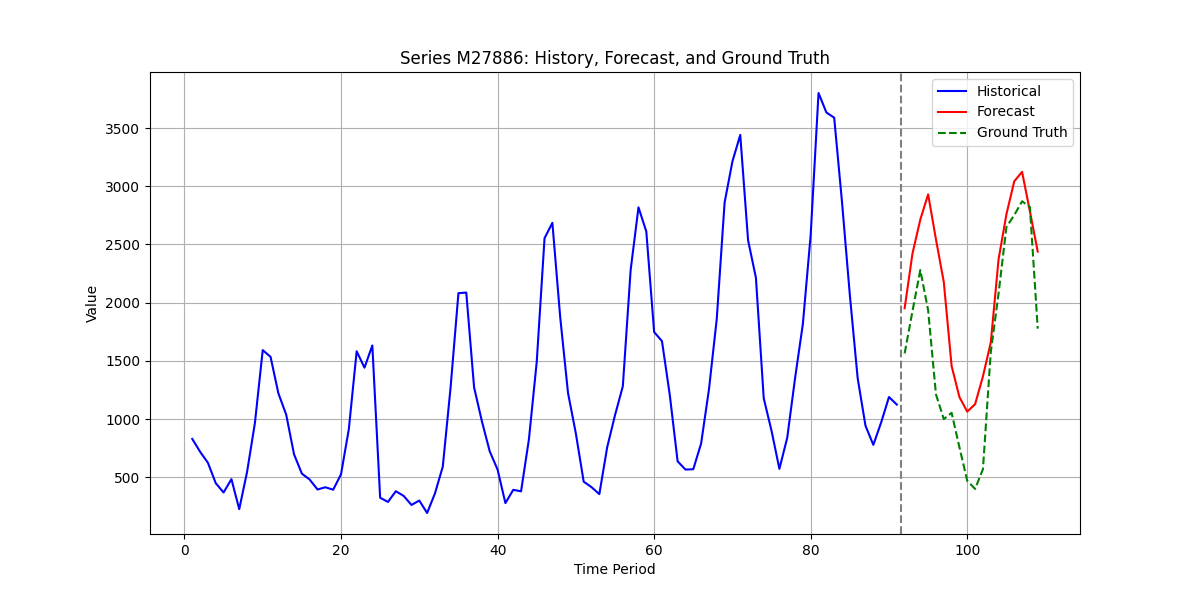 Series M27886: History, Forecast, and Ground Truth
Historical
Forecast
Ground Truth
Value
3500
3000
2500
2000
1500
1000
500
0
20
40
60
80
100
Time Period